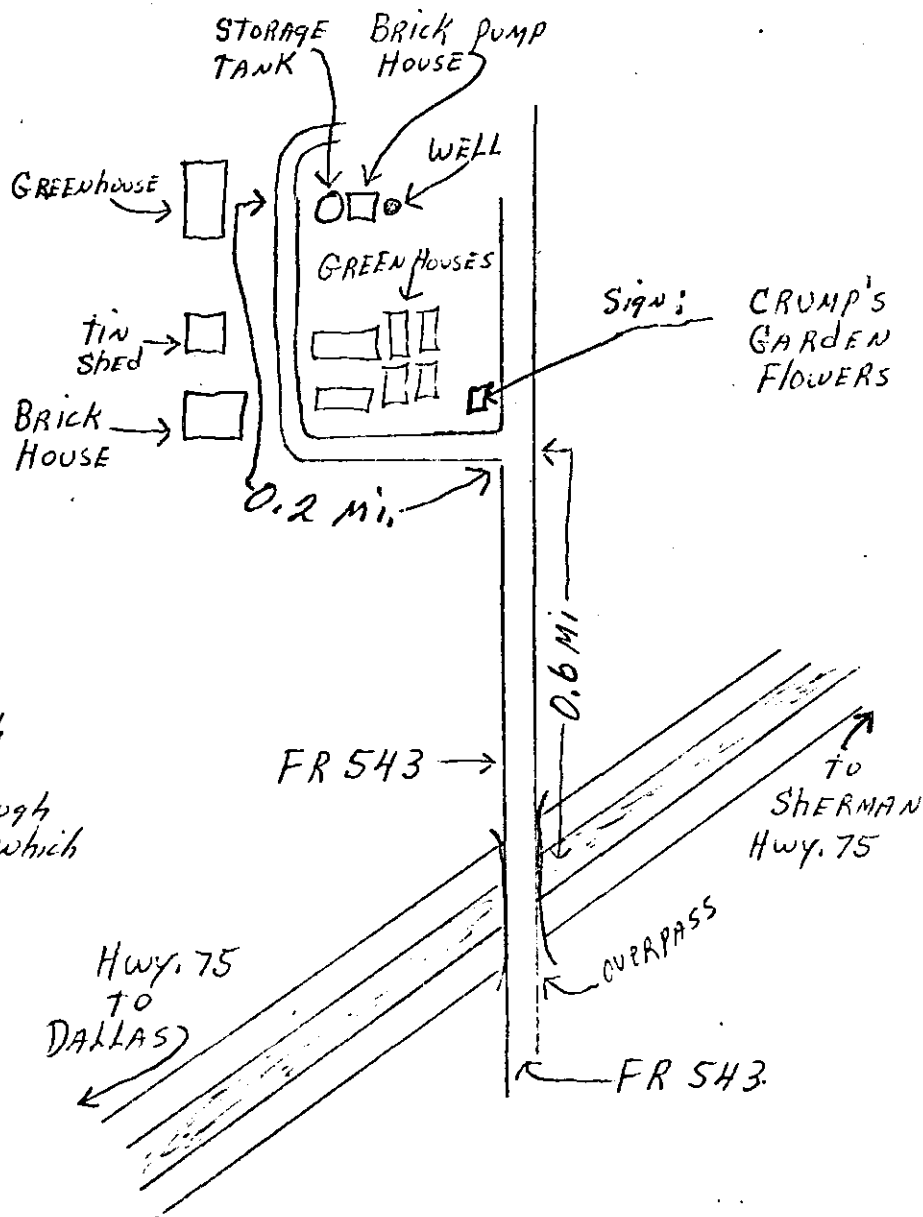 STORAGE
TANK
BRICK PUMP
HOUSE
WELL
GREENHOUSE
GREEN HOUSES
Sign:
CRUMP'S
GARDEN
FlOWERS
tiN
ShED
BRICK
HOUSE
0.2 Mi.
0.6 Mi
FR 543
which
TO
SHERMAN
Hwy. 75
OVERPASS
Hwy. 75
TO
DALLAS
FR 543.